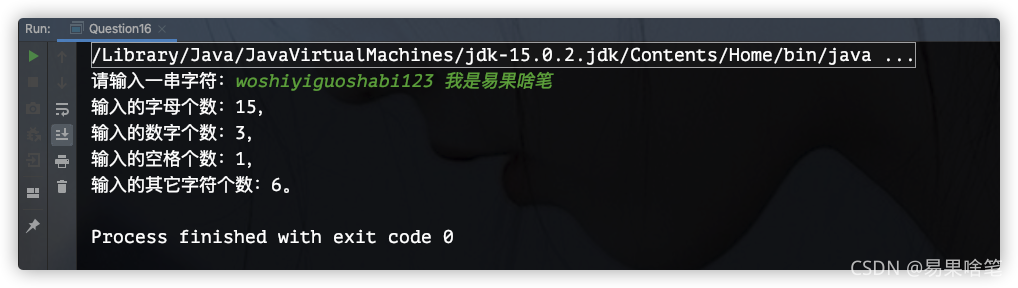 Run: Question16 ×
/Library/Java/JavaVirtualMachines/jdk-15.0.2.jdk/Contents/Home/bin/java ...
请输入一串字符：woshiyiguoshabi123 我是易果啥笔
输入的字母个数：15，
输入的数字个数：3，
输入的空格个数：1，
输入的其它字符个数：6。
Process finished with exit code 0
CSDN @易果啥笔